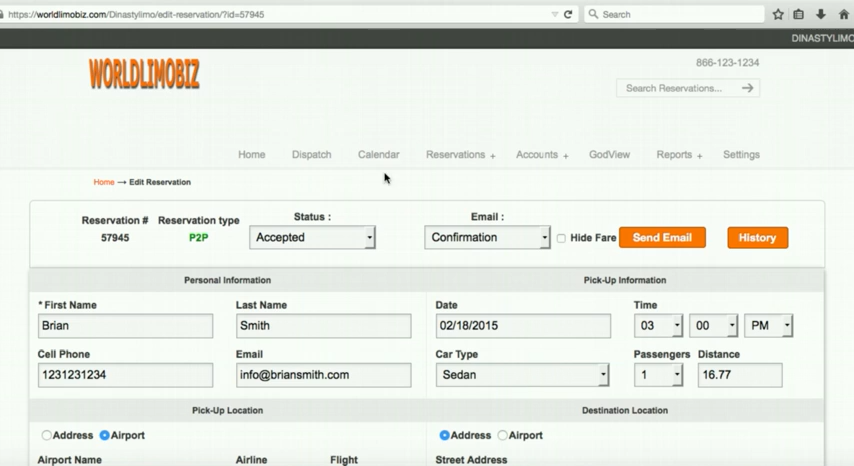 https://worldlimobiz.com/Dinastylimo/edit-reservation/?id=57945
Search
DINASTYLIMO
WORLDLIMOBIZ
866-123-1234
Search Reservations...
Home Dispatch Calendar Reservations + Accounts + GodView Reports + Settings
Home → Edit Reservation
Reservation # Reservation type Status : Email :
57945 P2P Accepted Confirmation Hide Fare Send Email History
Personal Information Pick-Up Information
* First Name Last Name Date Time
Brian Smith 02/18/2015 03 00 PM
Cell Phone Email Car Type Passengers Distance
1231231234 info@briansmith.com Sedan 1 16.77
Pick-Up Location Destination Location
Address Airport Address Airport
Airport Name Airline Flight Street Address